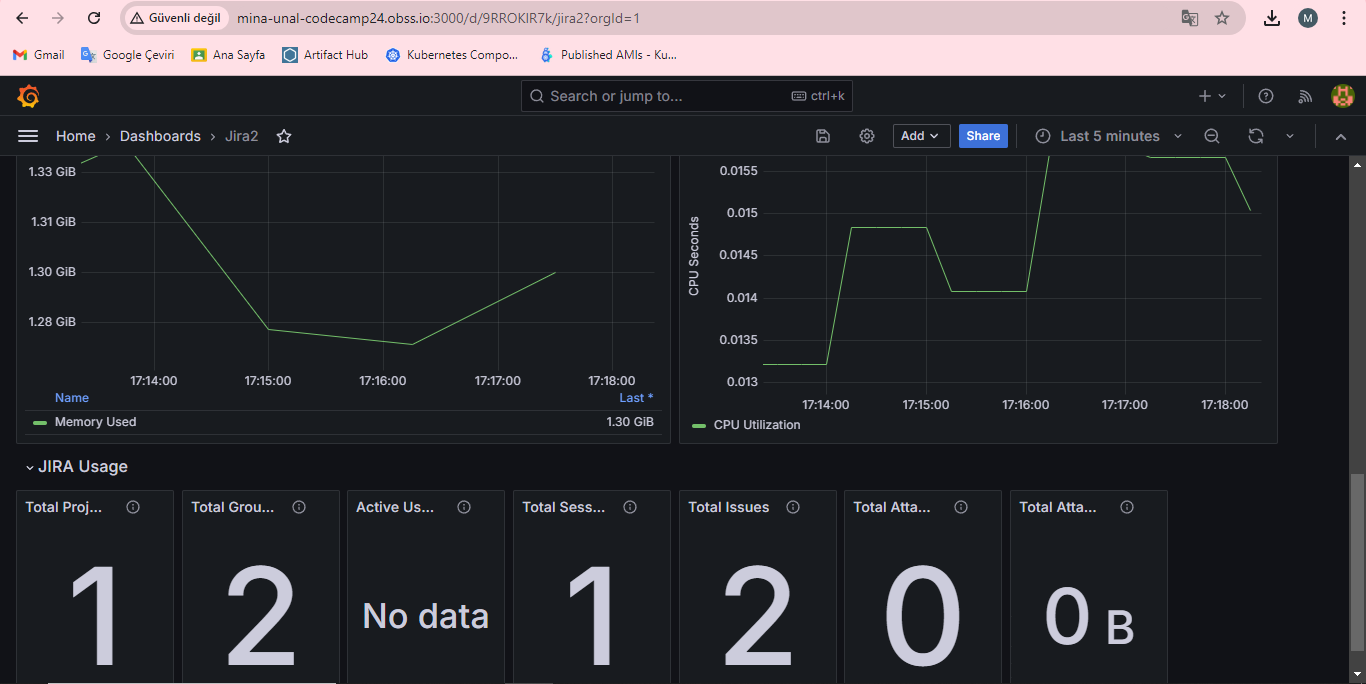 Güvenli değil
mina-unal-codecamp24.obss.io:3000/d/9RROKlR7k/jira2?orgId=1
M
Gmail
Google Çeviri
Ana Sayfa
Artifact Hub
Kubernetes Compo...
Published AMIs - Ku...
Search or jump to...
ctrl+k
Home › Dashboards › Jira2
Add
Share
Last 5 minutes
1.33 GiB
1.31 GiB
1.30 GiB
1.28 GiB
17:14:00 17:15:00 17:16:00 17:17:00 17:18:00
Name Last *
Memory Used 1.30 GiB
CPU Seconds
0.0155
0.015
0.0145
0.014
0.0135
0.013
17:14:00 17:15:00 17:16:00 17:17:00 17:18:00
CPU Utilization
JIRA Usage
Total Proj...
1
Total Grou...
2
Active Us...
No data
Total Sess...
1
Total Issues
2
Total Atta...
0
Total Atta...
0 B